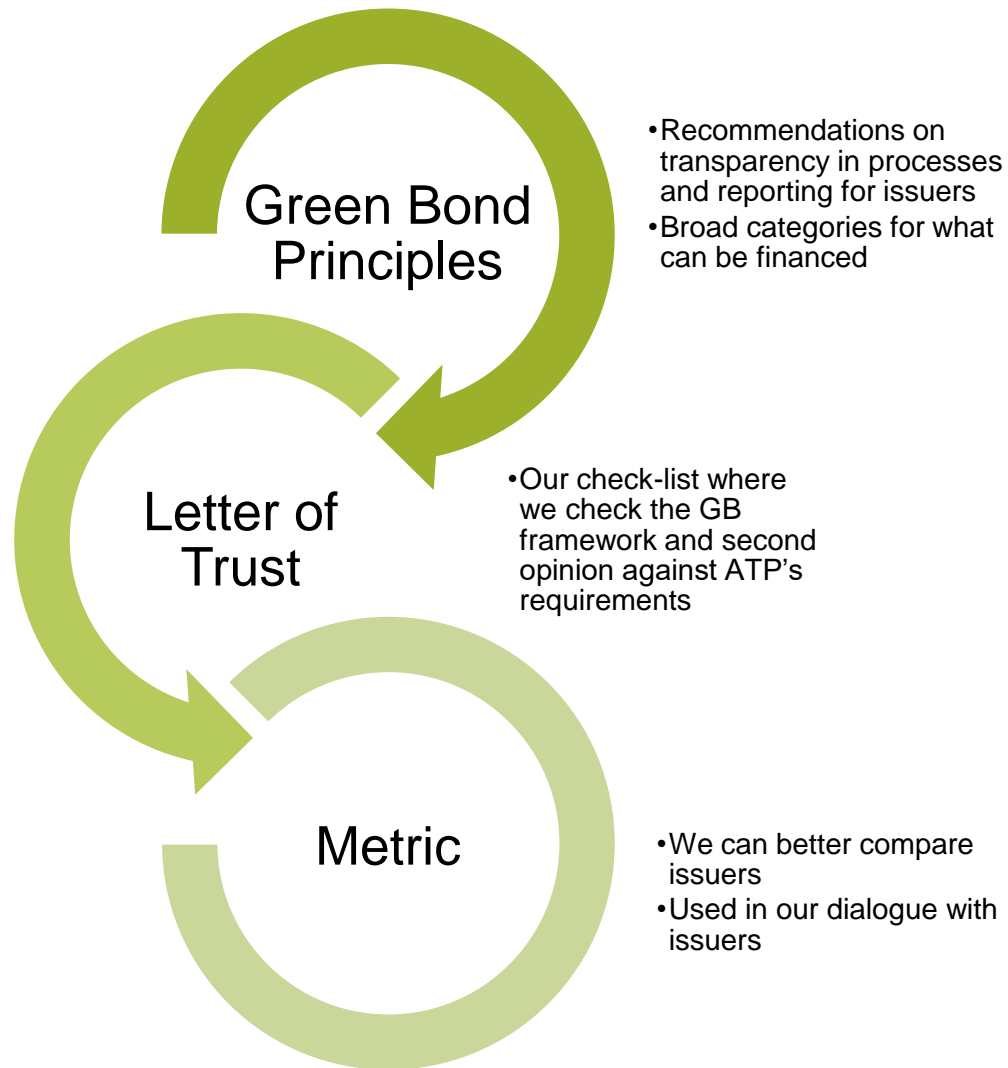 Green Bond
Principles
•Recommendations on
transparency in processes
and reporting for issuers
•Broad categories for what
can be financed
Letter of
Trust
•Our check-list where
we check the GB
framework and second
opinion against ATP’s
requirements
Metric
•We can better compare
issuers
•Used in our dialogue with
issuers